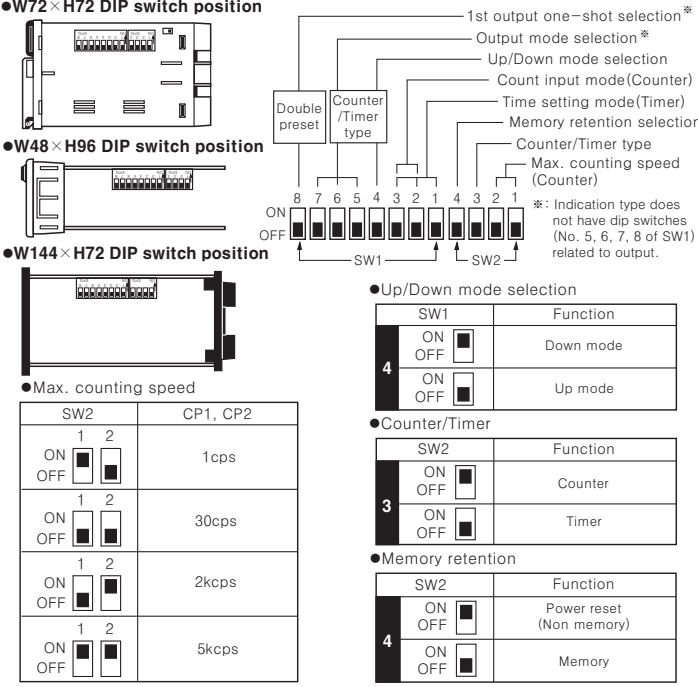 ●W72×H72 DIP switch position
1st output one-shot selection※
Output mode selection※
Up/Down mode selection
Count input mode(Counter)
Time setting mode(Timer)
Memory retention selection
Counter/Timer type
Max. counting speed
(Counter)
Double
preset
Counter
/Timer
type
●W48×H96 DIP switch position
8 7 6 5 4 3 2 1 4 3 2 1
ON
OFF
SW1
SW2
※: Indication type does
not have dip switches
(No. 5, 6, 7, 8 of SW1)
related to output.
●W144×H72 DIP switch position
●Max. counting speed
SW2 CP1, CP2
1 2
ON
OFF
1cps
1 2
ON
OFF
30cps
1 2
ON
OFF
2kcps
1 2
ON
OFF
5kcps
●Up/Down mode selection
SW1 Function
4
ON
OFF
Down mode
ON
OFF
Up mode
●Counter/Timer
SW2 Function
3
ON
OFF
Counter
ON
OFF
Timer
●Memory retention
SW2 Function
4
ON
OFF
Power reset
(Non memory)
ON
OFF
Memory